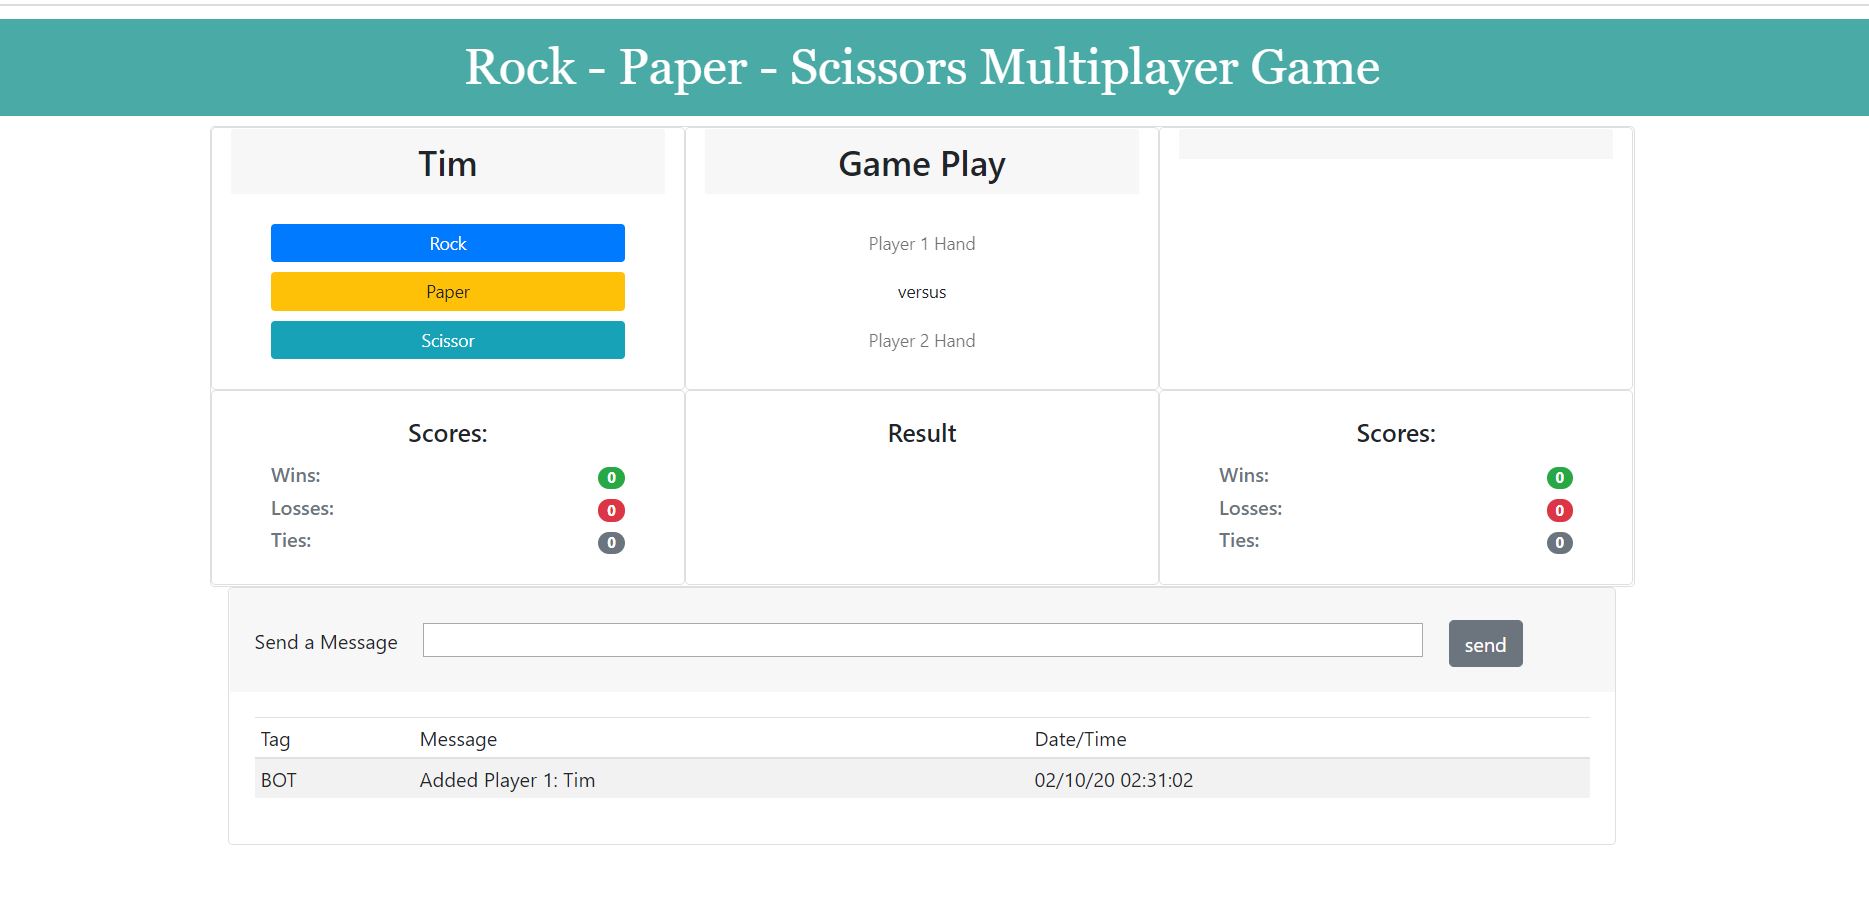 Rock - Paper - Scissors Multiplayer Game
Tim
Rock
Paper
Scissor
Game Play
Player 1 Hand
versus
Player 2 Hand
Scores:
Wins: 0
Losses: 0
Ties: 0
Result
Scores:
Wins: 0
Losses: 0
Ties: 0
Send a Message send
Tag Message Date/Time
BOT Added Player 1: Tim 02/10/20 02:31:02